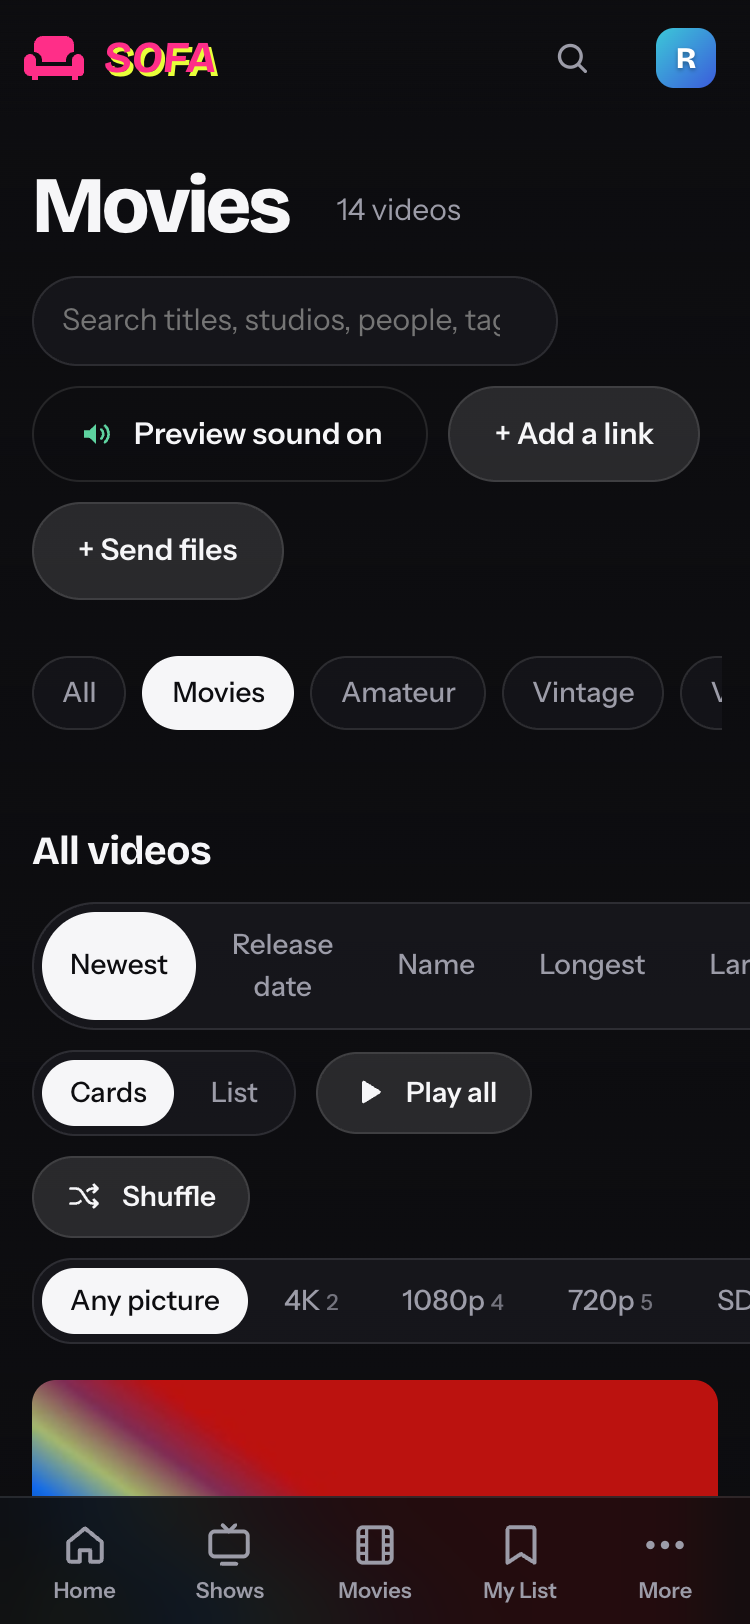 SOFA
R
Movies 14 videos
Search titles, studios, people, tag
Preview sound on
+ Add a link
+ Send files
All Movies Amateur Vintage
All videos
Newest Release date Name Longest Lar
Cards List Play all
Shuffle
Any picture 4K 2 1080p 4 720p 5 SD
Home Shows Movies My List More